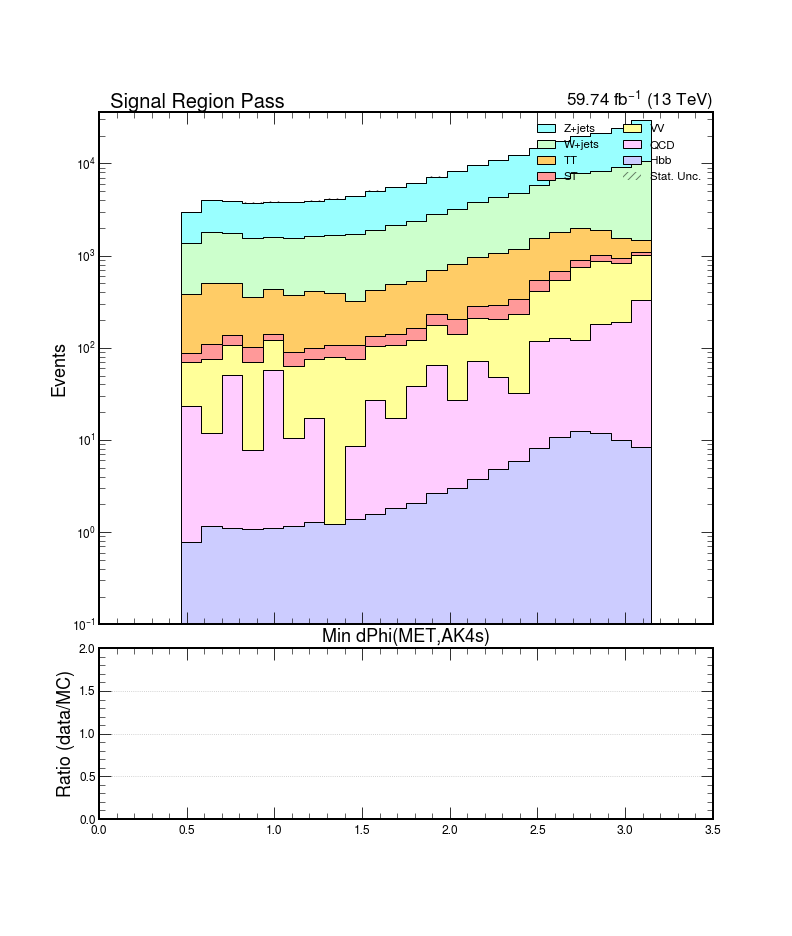 Signal Region Pass
59.74 fb⁻¹ (13 TeV)
Z+jets
W+jets
TT
ST
VV
QCD
Hbb
Stat. Unc.
Events
10⁴
10³
10²
10¹
10⁰
10⁻¹
Min dPhi(MET,AK4s)
Ratio (data/MC)
2.0
1.5
1.0
0.5
0.0
0.0 0.5 1.0 1.5 2.0 2.5 3.0 3.5